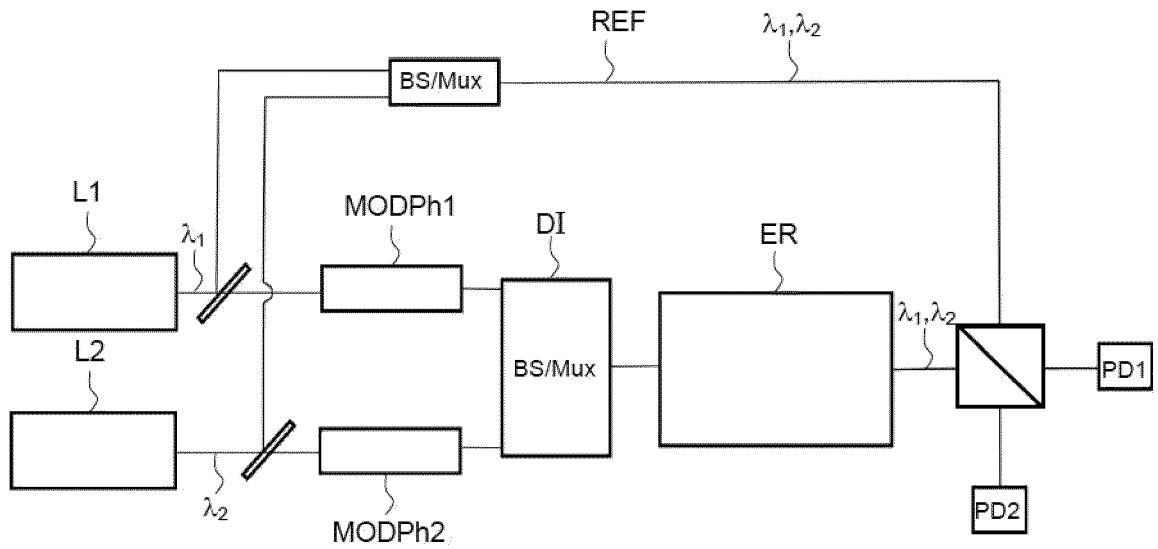 REF
λ1,λ2
BS/Mux
L1
λ1
MODPh1
DI
ER
λ1,λ2
L2
BS/Mux
PD1
λ2
MODPh2
PD2